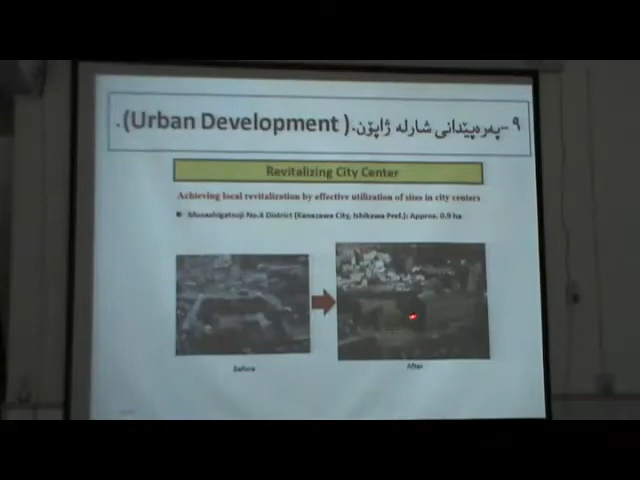 ٩-پەرەپێدانی شارلە ژاپۆن.( Urban Development).
Revitalizing City Center
Achieving local revitalization by effective utilization of sites in city centers
Musashigatsuji No.4 District (Kanazawa City, Ishikawa Pref.): Approx. 0.9 ha
Before
After